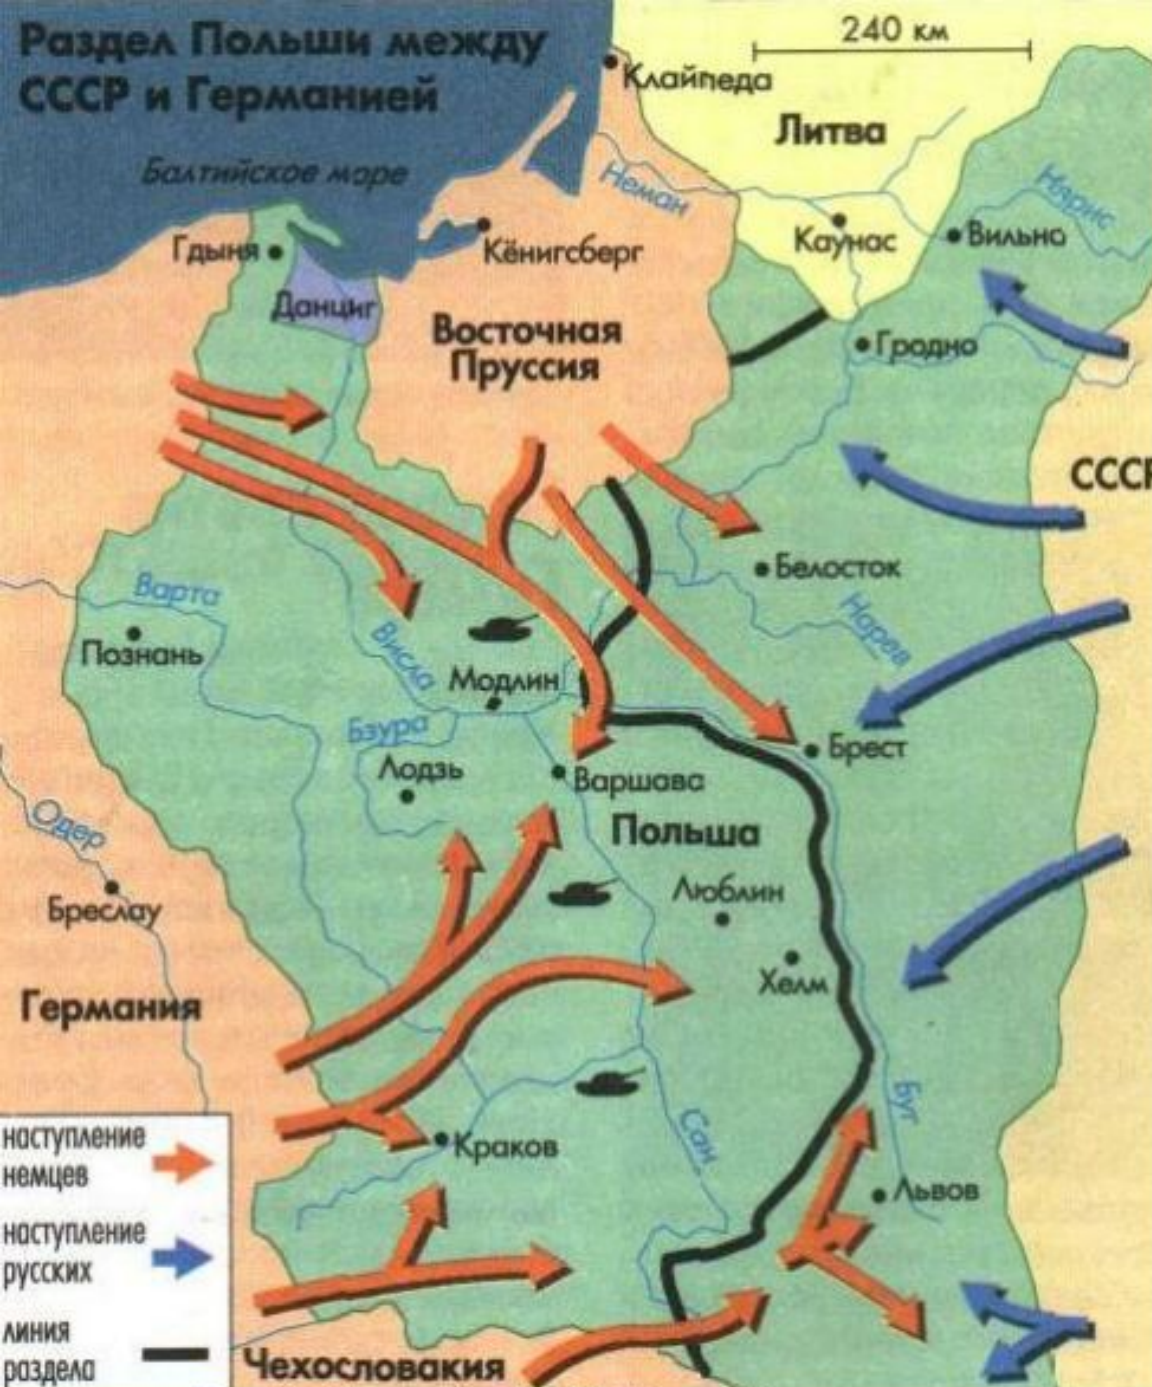 Раздел Польши между
СССР и Германией
240 км
Клайпеда
Литва
Балтийское море
Неман
Нярис
Гдыня
Кёнигсберг
Каунас
Вильно
Данциг
Восточная
Пруссия
Гродно
СССР
Белосток
Варта
Нарев
Познань
Висла
Модлин
Бзура
Брест
Лодзь
Варшава
Одер
Польша
Люблин
Бреслау
Хелм
Германия
Буг
наступление
немцев
Краков
Сан
Львов
наступление
русских
линия
раздела
Чехословакия